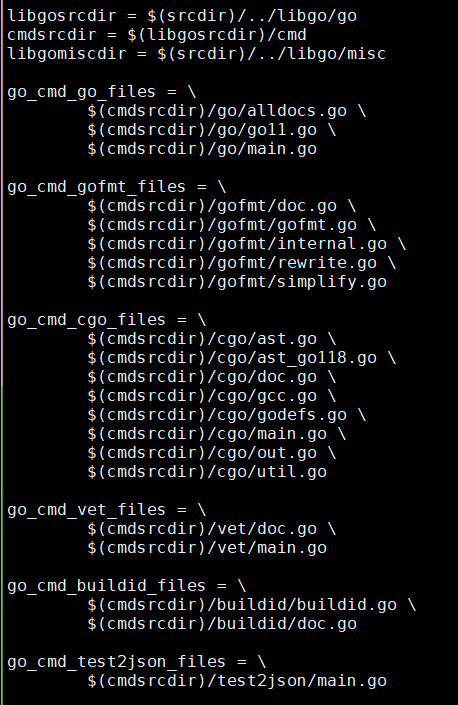 libgosrcdir = $(srcdir)/../libgo/go
cmdsrcdir = $(libgosrcdir)/cmd
libgomiscdir = $(srcdir)/../libgo/misc

go_cmd_go_files = \
        $(cmdsrcdir)/go/alldocs.go \
        $(cmdsrcdir)/go/go11.go \
        $(cmdsrcdir)/go/main.go

go_cmd_gofmt_files = \
        $(cmdsrcdir)/gofmt/doc.go \
        $(cmdsrcdir)/gofmt/gofmt.go \
        $(cmdsrcdir)/gofmt/internal.go \
        $(cmdsrcdir)/gofmt/rewrite.go \
        $(cmdsrcdir)/gofmt/simplify.go

go_cmd_cgo_files = \
        $(cmdsrcdir)/cgo/ast.go \
        $(cmdsrcdir)/cgo/ast_go118.go \
        $(cmdsrcdir)/cgo/doc.go \
        $(cmdsrcdir)/cgo/gcc.go \
        $(cmdsrcdir)/cgo/godefs.go \
        $(cmdsrcdir)/cgo/main.go \
        $(cmdsrcdir)/cgo/out.go \
        $(cmdsrcdir)/cgo/util.go

go_cmd_vet_files = \
        $(cmdsrcdir)/vet/doc.go \
        $(cmdsrcdir)/vet/main.go

go_cmd_buildid_files = \
        $(cmdsrcdir)/buildid/buildid.go \
        $(cmdsrcdir)/buildid/doc.go

go_cmd_test2json_files = \
        $(cmdsrcdir)/test2json/main.go